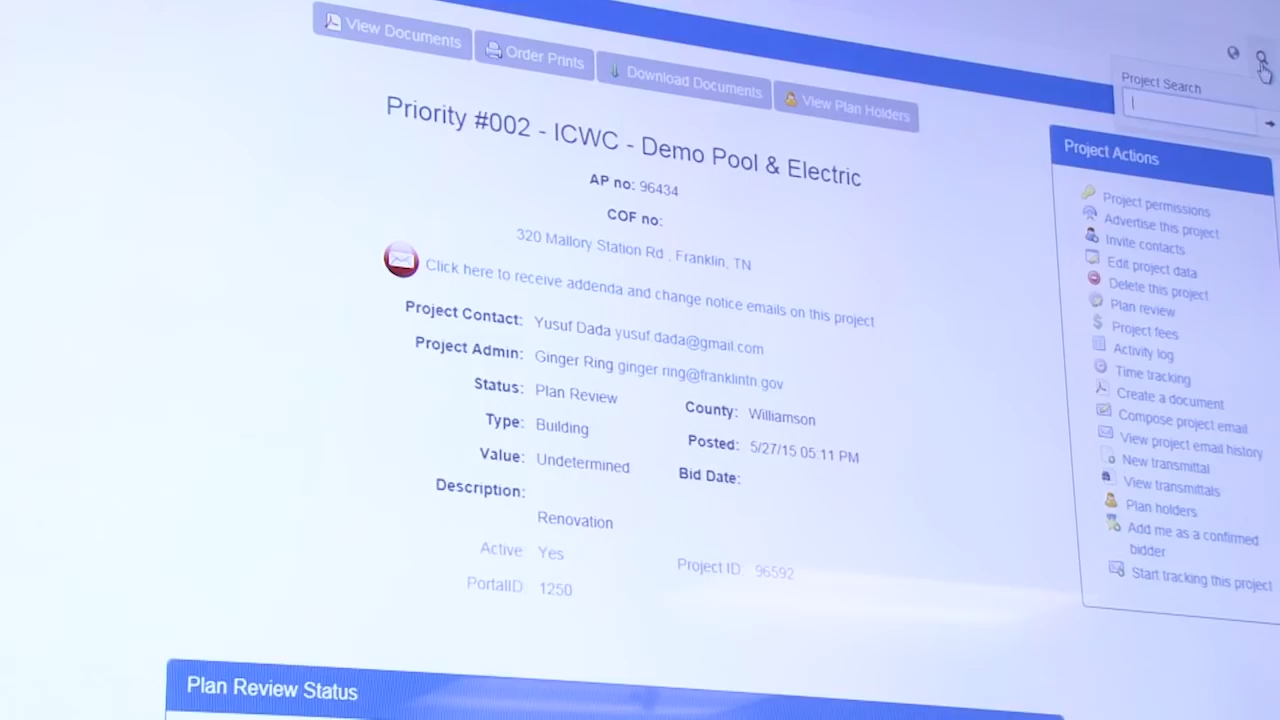 View Documents
Order Prints
Download Documents
View Plan Holders
Project Search
Priority #002 - ICWC - Demo Pool & Electric
AP no: 96434
COF no:
320 Mallory Station Rd , Franklin, TN
Click here to receive addenda and change notice emails on this project
Project Contact: Yusuf Dada yusuf.dada@gmail.com
Project Admin: Ginger Ring ginger.ring@franklintn.gov
Status: Plan Review
County: Williamson
Type: Building
Posted: 5/27/15 05:11 PM
Value: Undetermined
Bid Date:
Description:
Renovation
Active Yes
Project ID: 96592
PortalID 1250
Project Actions
Project permissions
Advertise this project
Invite contacts
Edit project data
Delete this project
Plan review
Project fees
Activity log
Time tracking
Create a document
Compose project email
View project email history
New transmittal
View transmittals
Plan holders
Add me as a confirmed
bidder
Start tracking this project
Plan Review Status